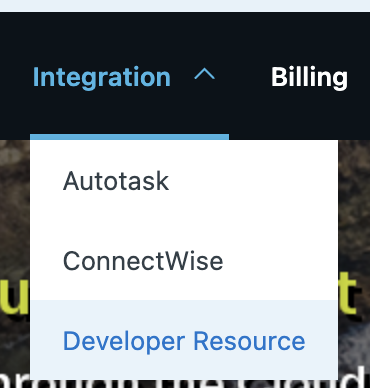 Integration Billing
Autotask
ConnectWise
Developer Resource